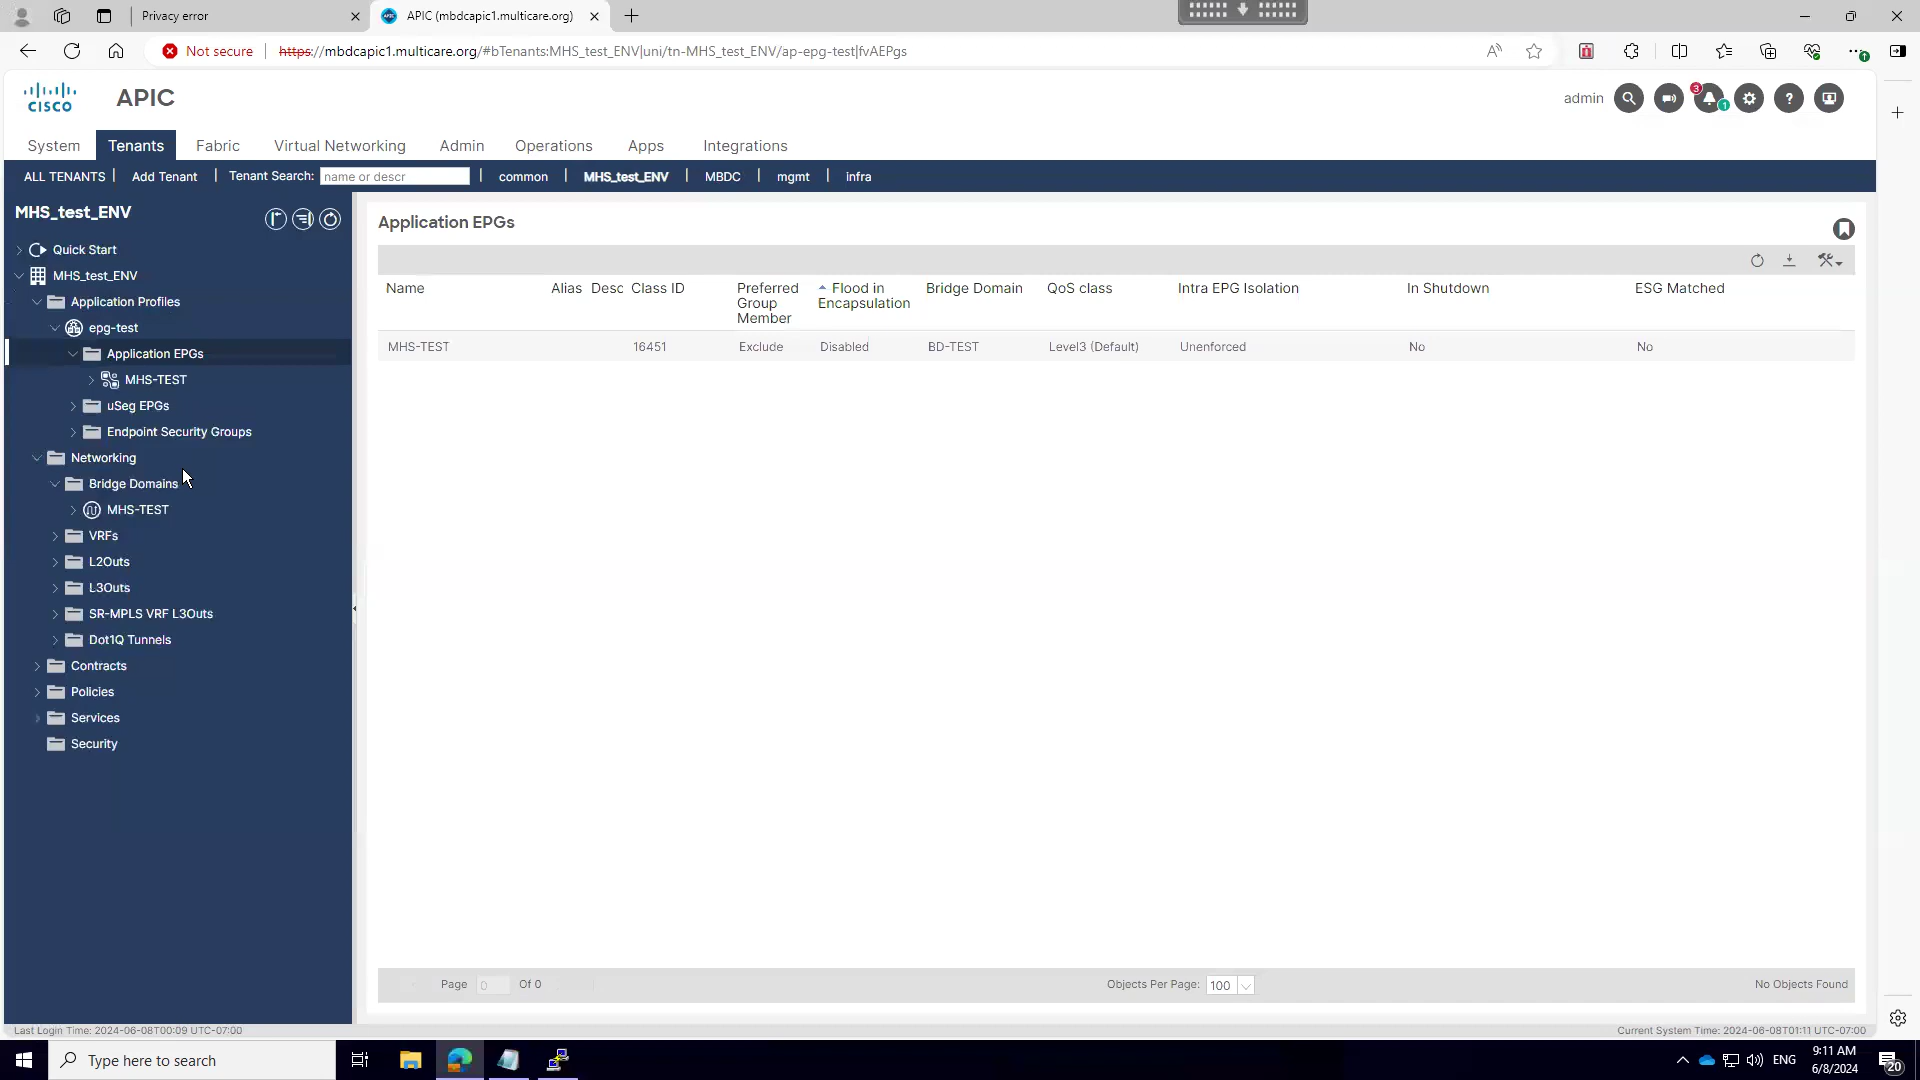 Privacy error
APIC (mbdcapic1.multicare.org)
Not secure
https://mbdcapic1.multicare.org/#bTenants:MHS_test_ENV|uni/tn-MHS_test_ENV/ap-epg-test|fvAEPgs
CISCO
APIC
admin
3
1
System
Tenants
Fabric
Virtual Networking
Admin
Operations
Apps
Integrations
ALL TENANTS | Add Tenant | Tenant Search: name or descr | common | MHS_test_ENV | MBDC | mgmt | infra
MHS_test_ENV
Quick Start
MHS_test_ENV
Application Profiles
epg-test
Application EPGs
MHS-TEST
uSeg EPGs
Endpoint Security Groups
Networking
Bridge Domains
MHS-TEST
VRFs
L2Outs
L3Outs
SR-MPLS VRF L3Outs
Dot1Q Tunnels
Contracts
Policies
Services
Security
Application EPGs
Name Alias Desc Class ID Preferred Group Member Flood in Encapsulation Bridge Domain QoS class Intra EPG Isolation In Shutdown ESG Matched
MHS-TEST 16451 Exclude Disabled BD-TEST Level3 (Default) Unenforced No No
Page 0 Of 0 Objects Per Page: 100 No Objects Found
Last Login Time: 2024-06-08T00:09 UTC-07:00
Current System Time: 2024-06-08T01:11 UTC-07:00
Type here to search
ENG
9:11 AM
6/8/2024
20